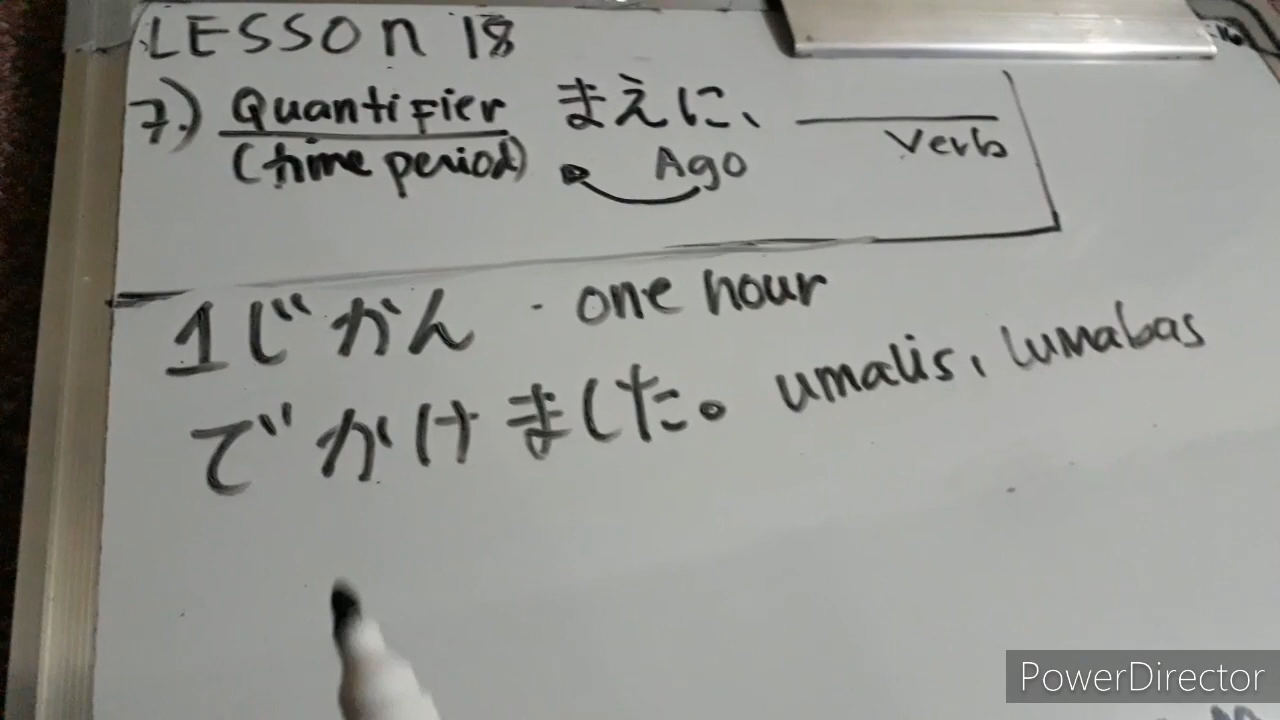 LESSON 18
7.) Quantifier まえに、 ____ Verb
(time period) Ago
1じかん - one hour
でかけました。 umalis, lumabas
PowerDirector